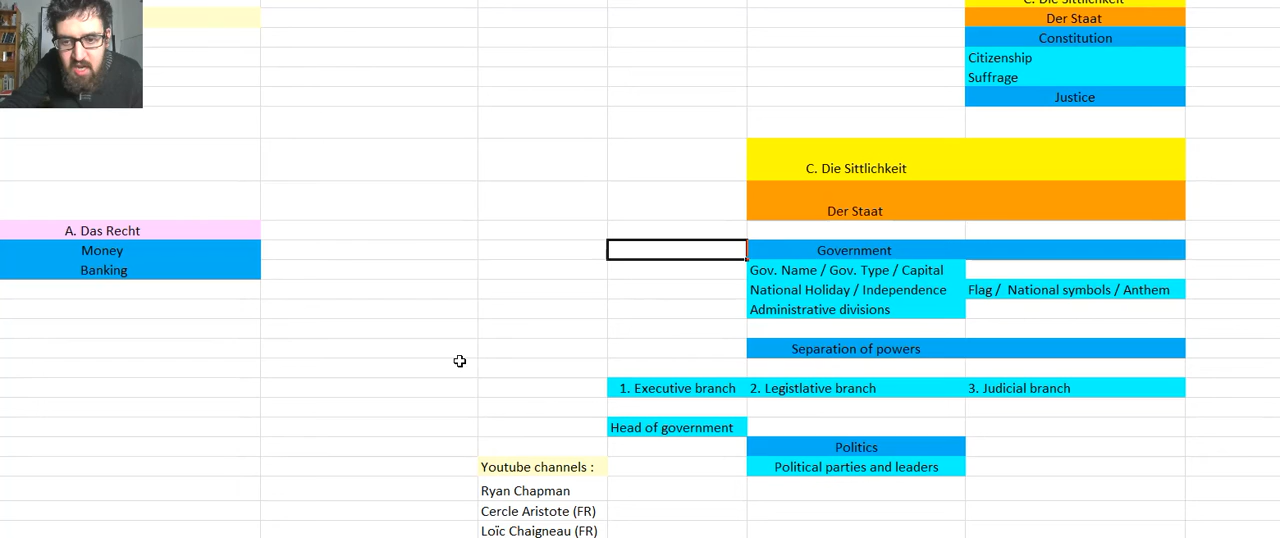 C. Die Sittlichkeit
Der Staat
Constitution
Citizenship
Suffrage
Justice
C. Die Sittlichkeit
Der Staat
A. Das Recht
Money
Government
Banking
Gov. Name / Gov. Type / Capital
National Holiday / Independence
Flag /  National symbols / Anthem
Administrative divisions
Separation of powers
1. Executive branch
2. Legistlative branch
3. Judicial branch
Head of government
Politics
Youtube channels :
Political parties and leaders
Ryan Chapman
Cercle Aristote (FR)
Loïc Chaigneau (FR)